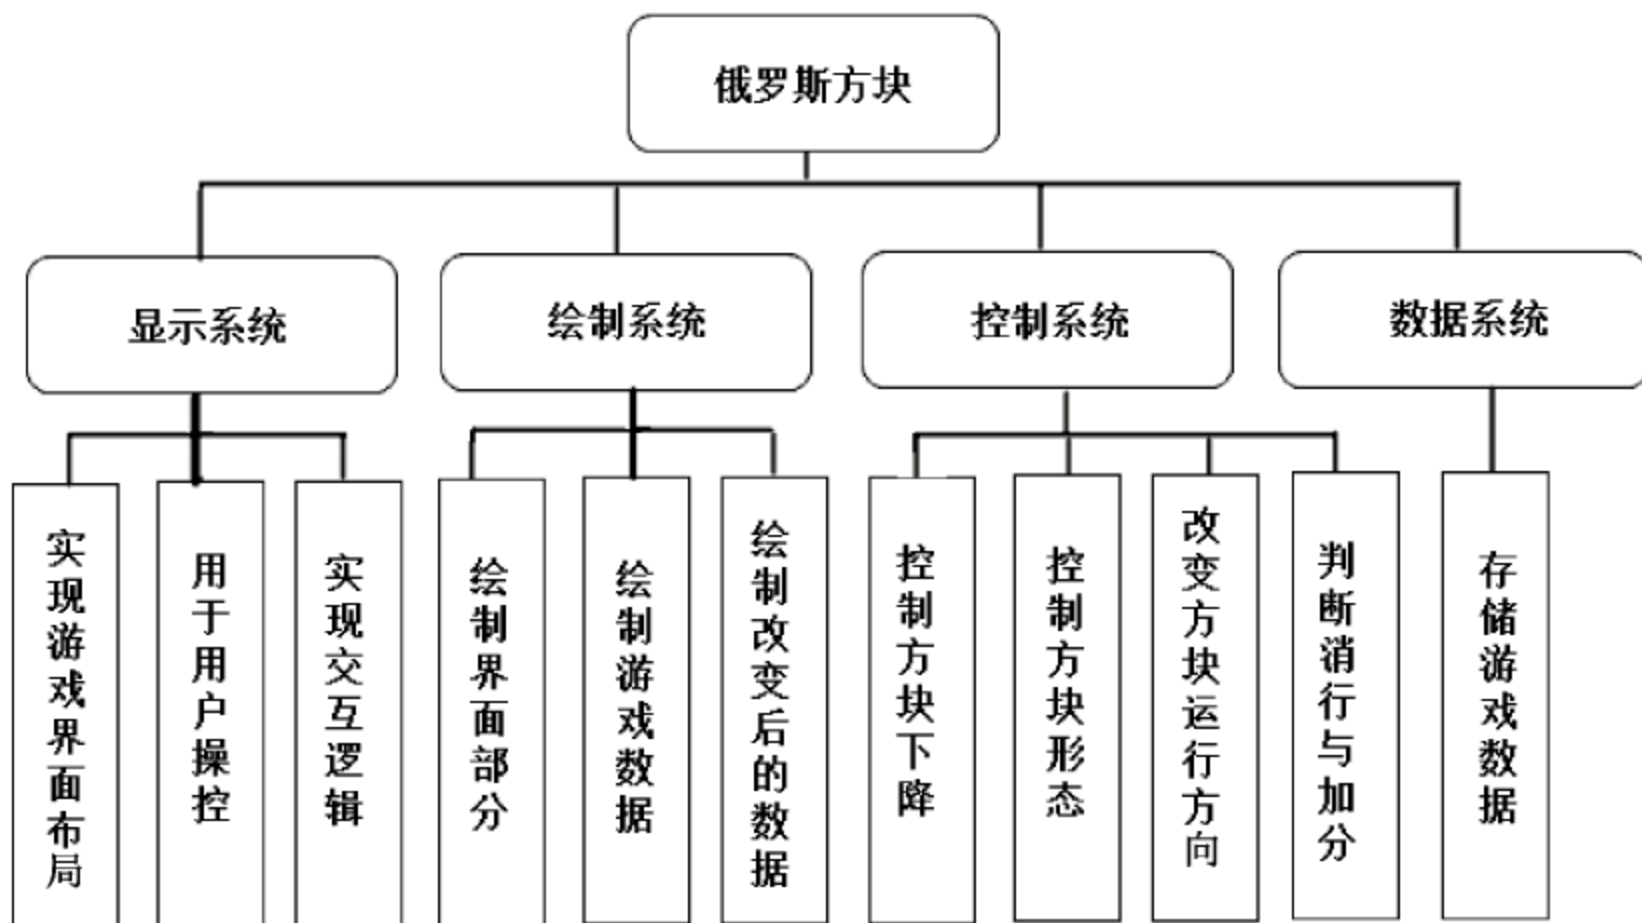 俄罗斯方块
显示系统
绘制系统
控制系统
数据系统
实现游戏界面布局
用于用户操控
实现交互逻辑
绘制界面部分
绘制游戏数据
绘制改变后的数据
控制方块下降
控制方块形态
改变方块运行方向
判断消行与加分
存储游戏数据